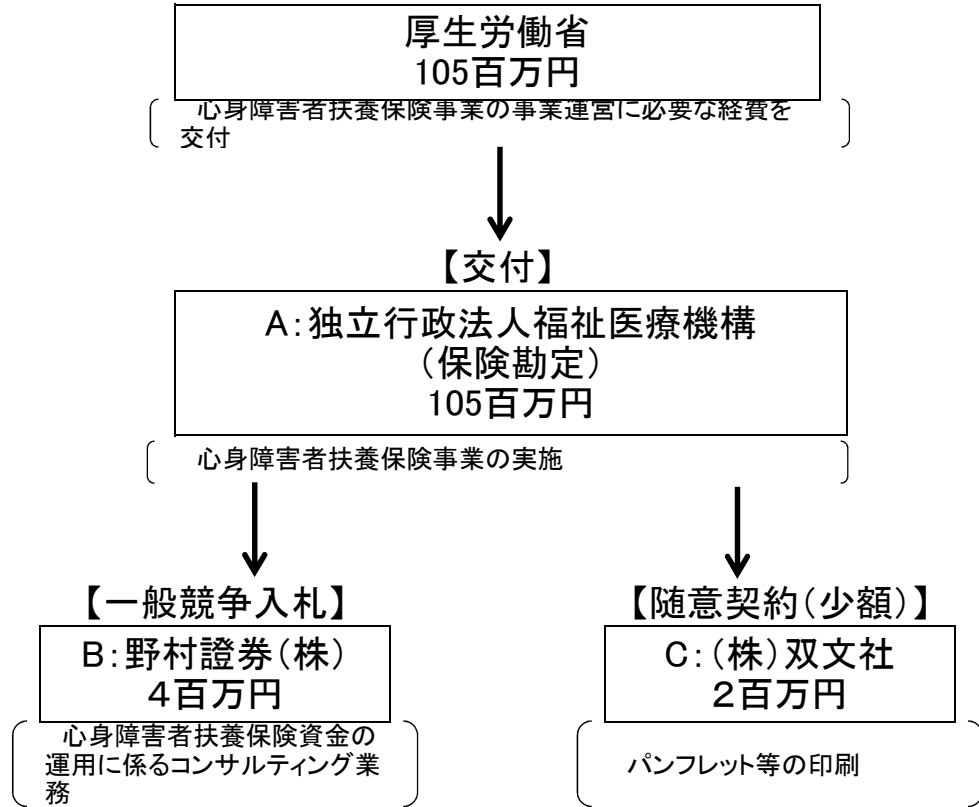 厚生労働省
105百万円
心身障害者扶養保険事業の事業運営に必要な経費を
交付
【交付】
A:独立行政法人福祉医療機構
(保険勘定)
105百万円
心身障害者扶養保険事業の実施
【一般競争入札】
B:野村證券(株)
4百万円
心身障害者扶養保険資金の
運用に係るコンサルティング業
務
【随意契約(少額)】
C:(株)双文社
2百万円
パンフレット等の印刷